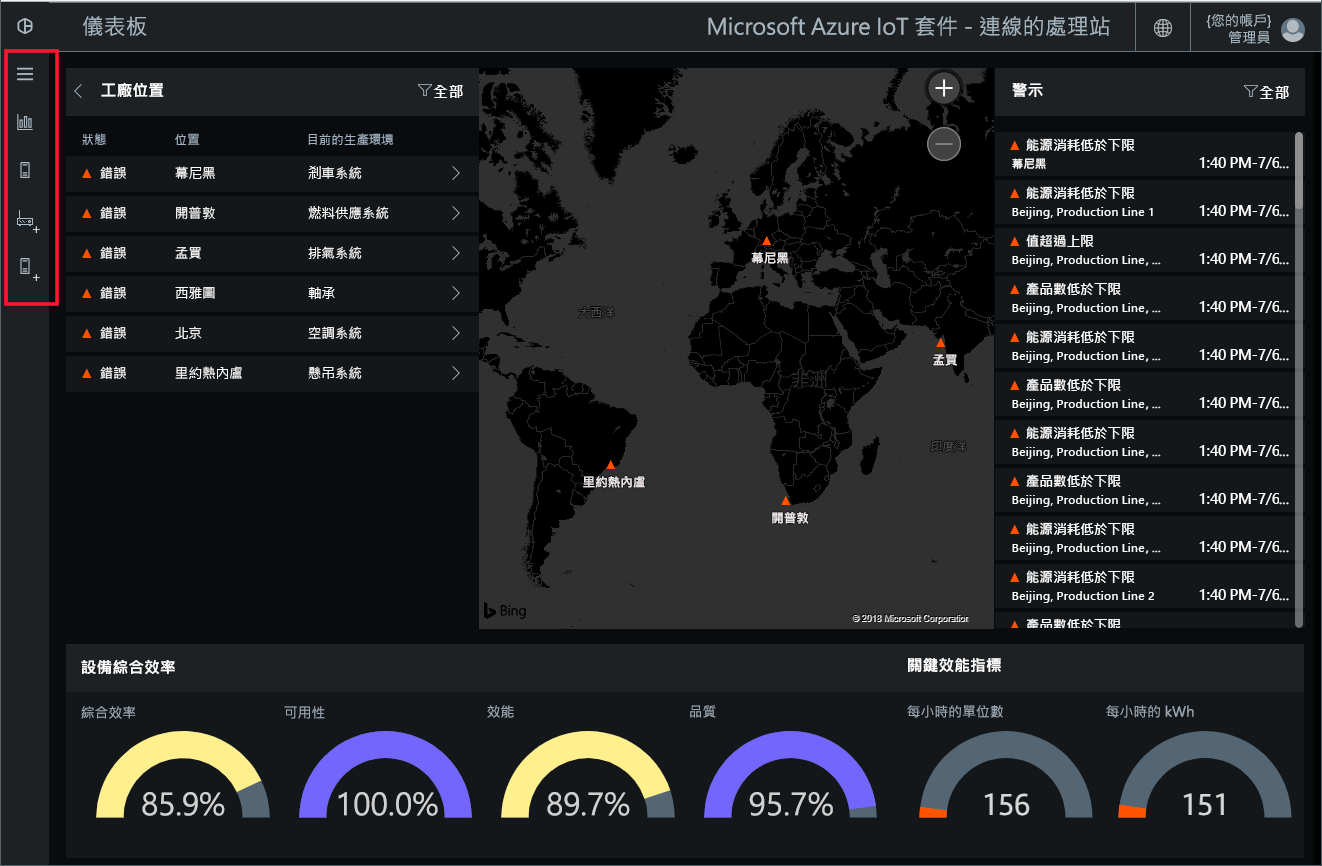 儀表板
Microsoft Azure IoT 套件 - 連線的處理站
{您的帳戶}
管理員
工廠位置
全部
狀態 位置 目前的生產環境
錯誤 幕尼黑 測車系統
錯誤 開普敦 燃料供應系統
錯誤 孟買 排氣系統
錯誤 西雅圖 軸承
錯誤 北京 空調系統
錯誤 里約熱內盧 懸吊系統
幕尼黑
大西洋
孟買
非洲
印度洋
里約熱內盧
開普敦
Bing
© 2018 Microsoft Corporation
警示
全部
能源消耗低於下限
幕尼黑 1:40 PM-7/6...
能源消耗低於下限
Beijing, Production Line 1 1:40 PM-7/6...
值超過上限
Beijing, Production Line, ... 1:40 PM-7/6...
產品數低於下限
Beijing, Production Line, ... 1:40 PM-7/6...
能源消耗低於下限
Beijing, Production Line, ... 1:40 PM-7/6...
產品數低於下限
Beijing, Production Line, ... 1:40 PM-7/6...
能源消耗低於下限
Beijing, Production Line, ... 1:40 PM-7/6...
產品數低於下限
Beijing, Production Line, ... 1:40 PM-7/6...
能源消耗低於下限
Beijing, Production Line, ... 1:40 PM-7/6...
能源消耗低於下限
Beijing, Production Line 2 1:40 PM-7/6...
產品數低於下限
設備綜合效率
關鍵效能指標
綜合效率 可用性 效能 品質 每小時的單位數 每小時的 kWh
85.9% 100.0% 89.7% 95.7% 156 151